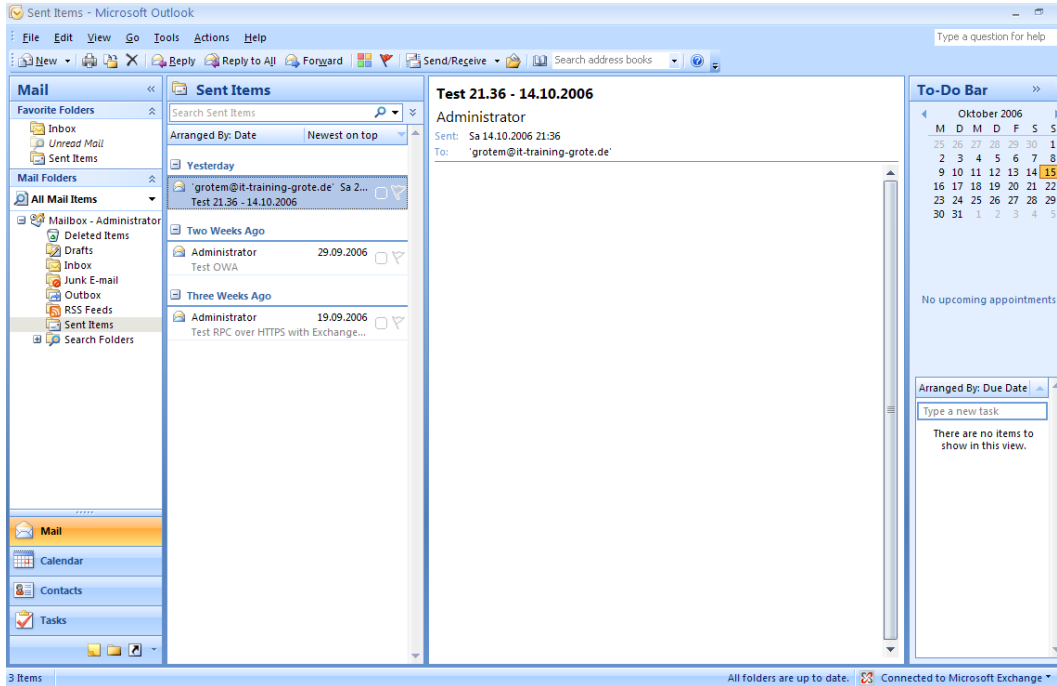 Sent Items - Microsoft Outlook
File Edit View Go Tools Actions Help
Type a question for help
New Reply Reply to All Forward Send/Receive Search address books
Mail «
Favorite Folders
Inbox
Unread Mail
Sent Items
Mail Folders
All Mail Items
Mailbox - Administrator
Deleted Items
Drafts
Inbox
Junk E-mail
Outbox
RSS Feeds
Sent Items
Search Folders
Mail
Calendar
Contacts
Tasks
Sent Items
Search Sent Items
Arranged By: Date Newest on top
Yesterday
'grotem@it-training-grote.de' Sa 2...
Test 21.36 - 14.10.2006
Two Weeks Ago
Administrator 29.09.2006
Test OWA
Three Weeks Ago
Administrator 19.09.2006
Test RPC over HTTPS with Exchange...
Test 21.36 - 14.10.2006
Administrator
Sent: Sa 14.10.2006 21:36
To: 'grotem@it-training-grote.de'
To-Do Bar »
Oktober 2006
M D M D F S S
25 26 27 28 29 30 1
2 3 4 5 6 7 8
9 10 11 12 13 14 15
16 17 18 19 20 21 22
23 24 25 26 27 28 29
30 31 1 2 3 4 5
No upcoming appointments
Arranged By: Due Date
Type a new task
There are no items to
show in this view.
3 Items
All folders are up to date. Connected to Microsoft Exchange